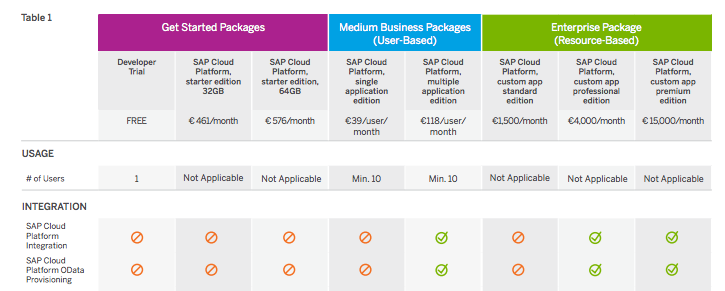 Table 1
Get Started Packages
Medium Business Packages
(User-Based)
Enterprise Package
(Resource-Based)
Developer
Trial
SAP Cloud
Platform,
starter edition
32GB
SAP Cloud
Platform,
starter edition,
64GB
SAP Cloud
Platform,
single
application
edition
SAP Cloud
Platform,
multiple
application
edition
SAP Cloud
Platform,
custom app
standard
edition
SAP Cloud
Platform,
custom app
professional
edition
SAP Cloud
Platform,
custom app
premium
edition
FREE
€ 461/month
€ 576/month
€39/user/
month
€118/user/
month
€1,500/month
€4,000/month
€ 15,000/month
USAGE
# of Users
1
Not Applicable
Not Applicable
Min. 10
Min. 10
Not Applicable
Not Applicable
Not Applicable
INTEGRATION
SAP Cloud
Platform
Integration
SAP Cloud
Platform OData
Provisioning